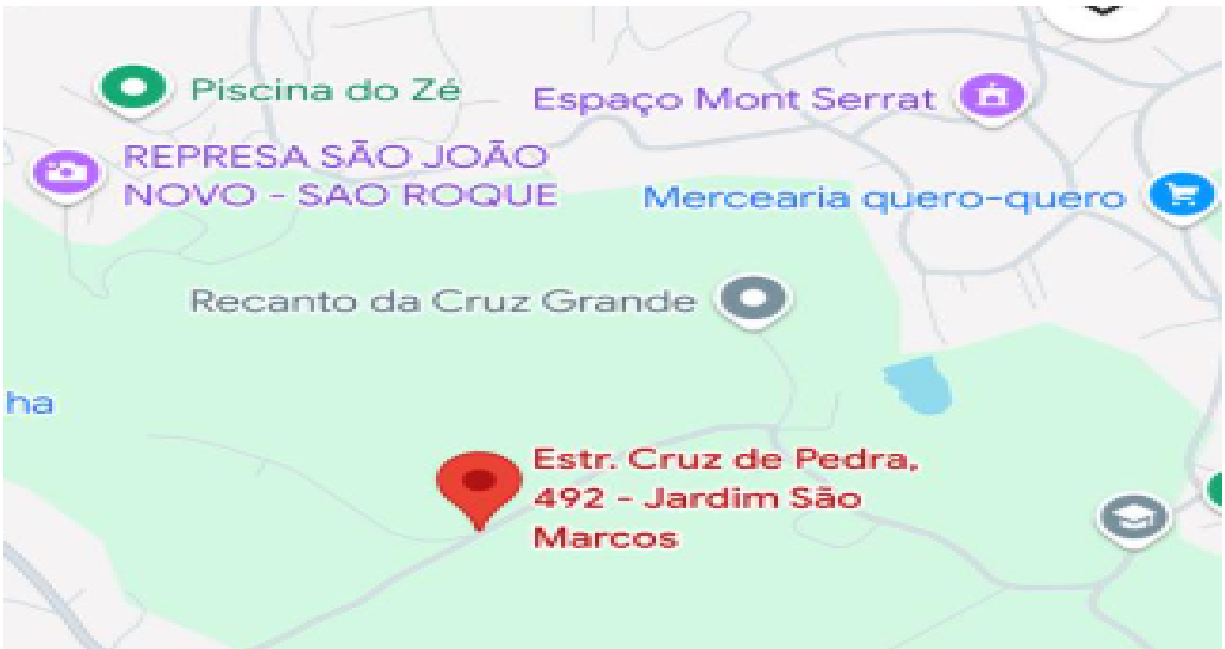 Piscina do Zé
Espaço Mont Serrat
REPRESA SÃO JOÃO
NOVO - SAO ROQUE
Mercearia quero-quero
Recanto da Cruz Grande
ha
Estr. Cruz de Pedra,
492 - Jardim São
Marcos